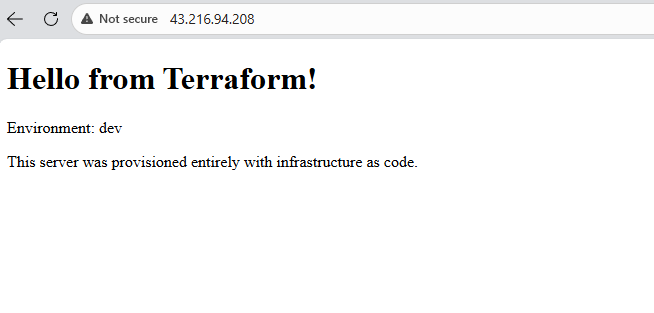 Not secure 43.216.94.208
Hello from Terraform!
Environment: dev
This server was provisioned entirely with infrastructure as code.